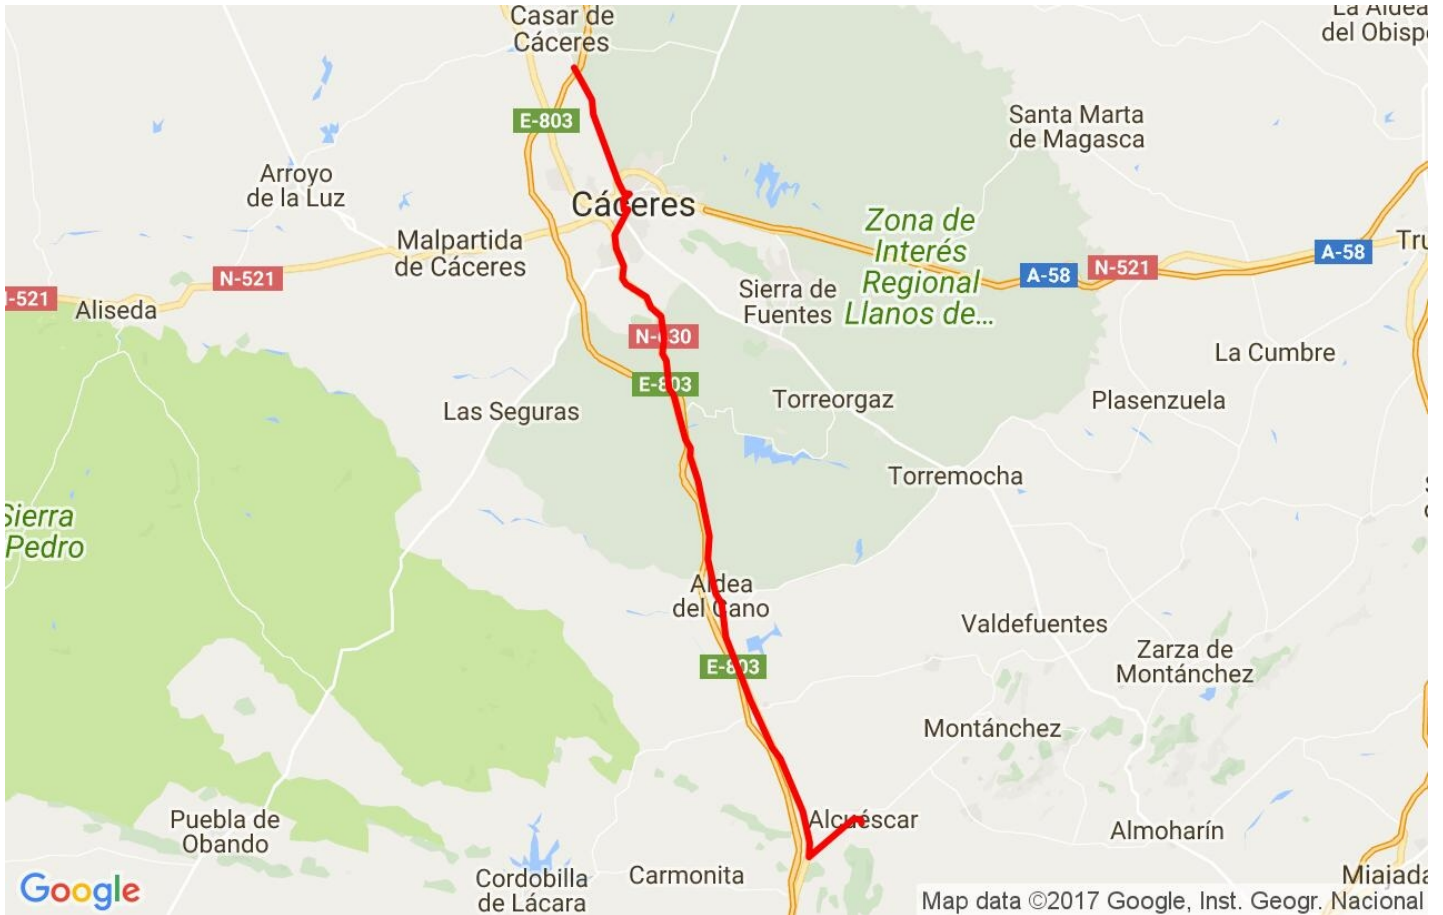 Casar de
Cáceres
La Aldea
del Obisp
E-803
Santa Marta
de Magasca
Arroyo
de la Luz
Cáceres
Zona de
Interés
Regional
Llanos de...
Malpartida
de Cáceres
A-58
Tru
N-521
A-58
N-521
N-521
Aliseda
Sierra de
Fuentes
N-630
La Cumbre
E-803
Las Seguras
Torreorgaz
Plasenzuela
Torremocha
Sierra
Pedro
Aldea
del Cano
Valdefuentes
Zarza de
Montánchez
E-803
Montánchez
Puebla de
Obando
Alcuéscar
Almoharín
Cordobilla
de Lácara
Carmonita
Miajada
Google
Map data ©2017 Google, Inst. Geogr. Nacional